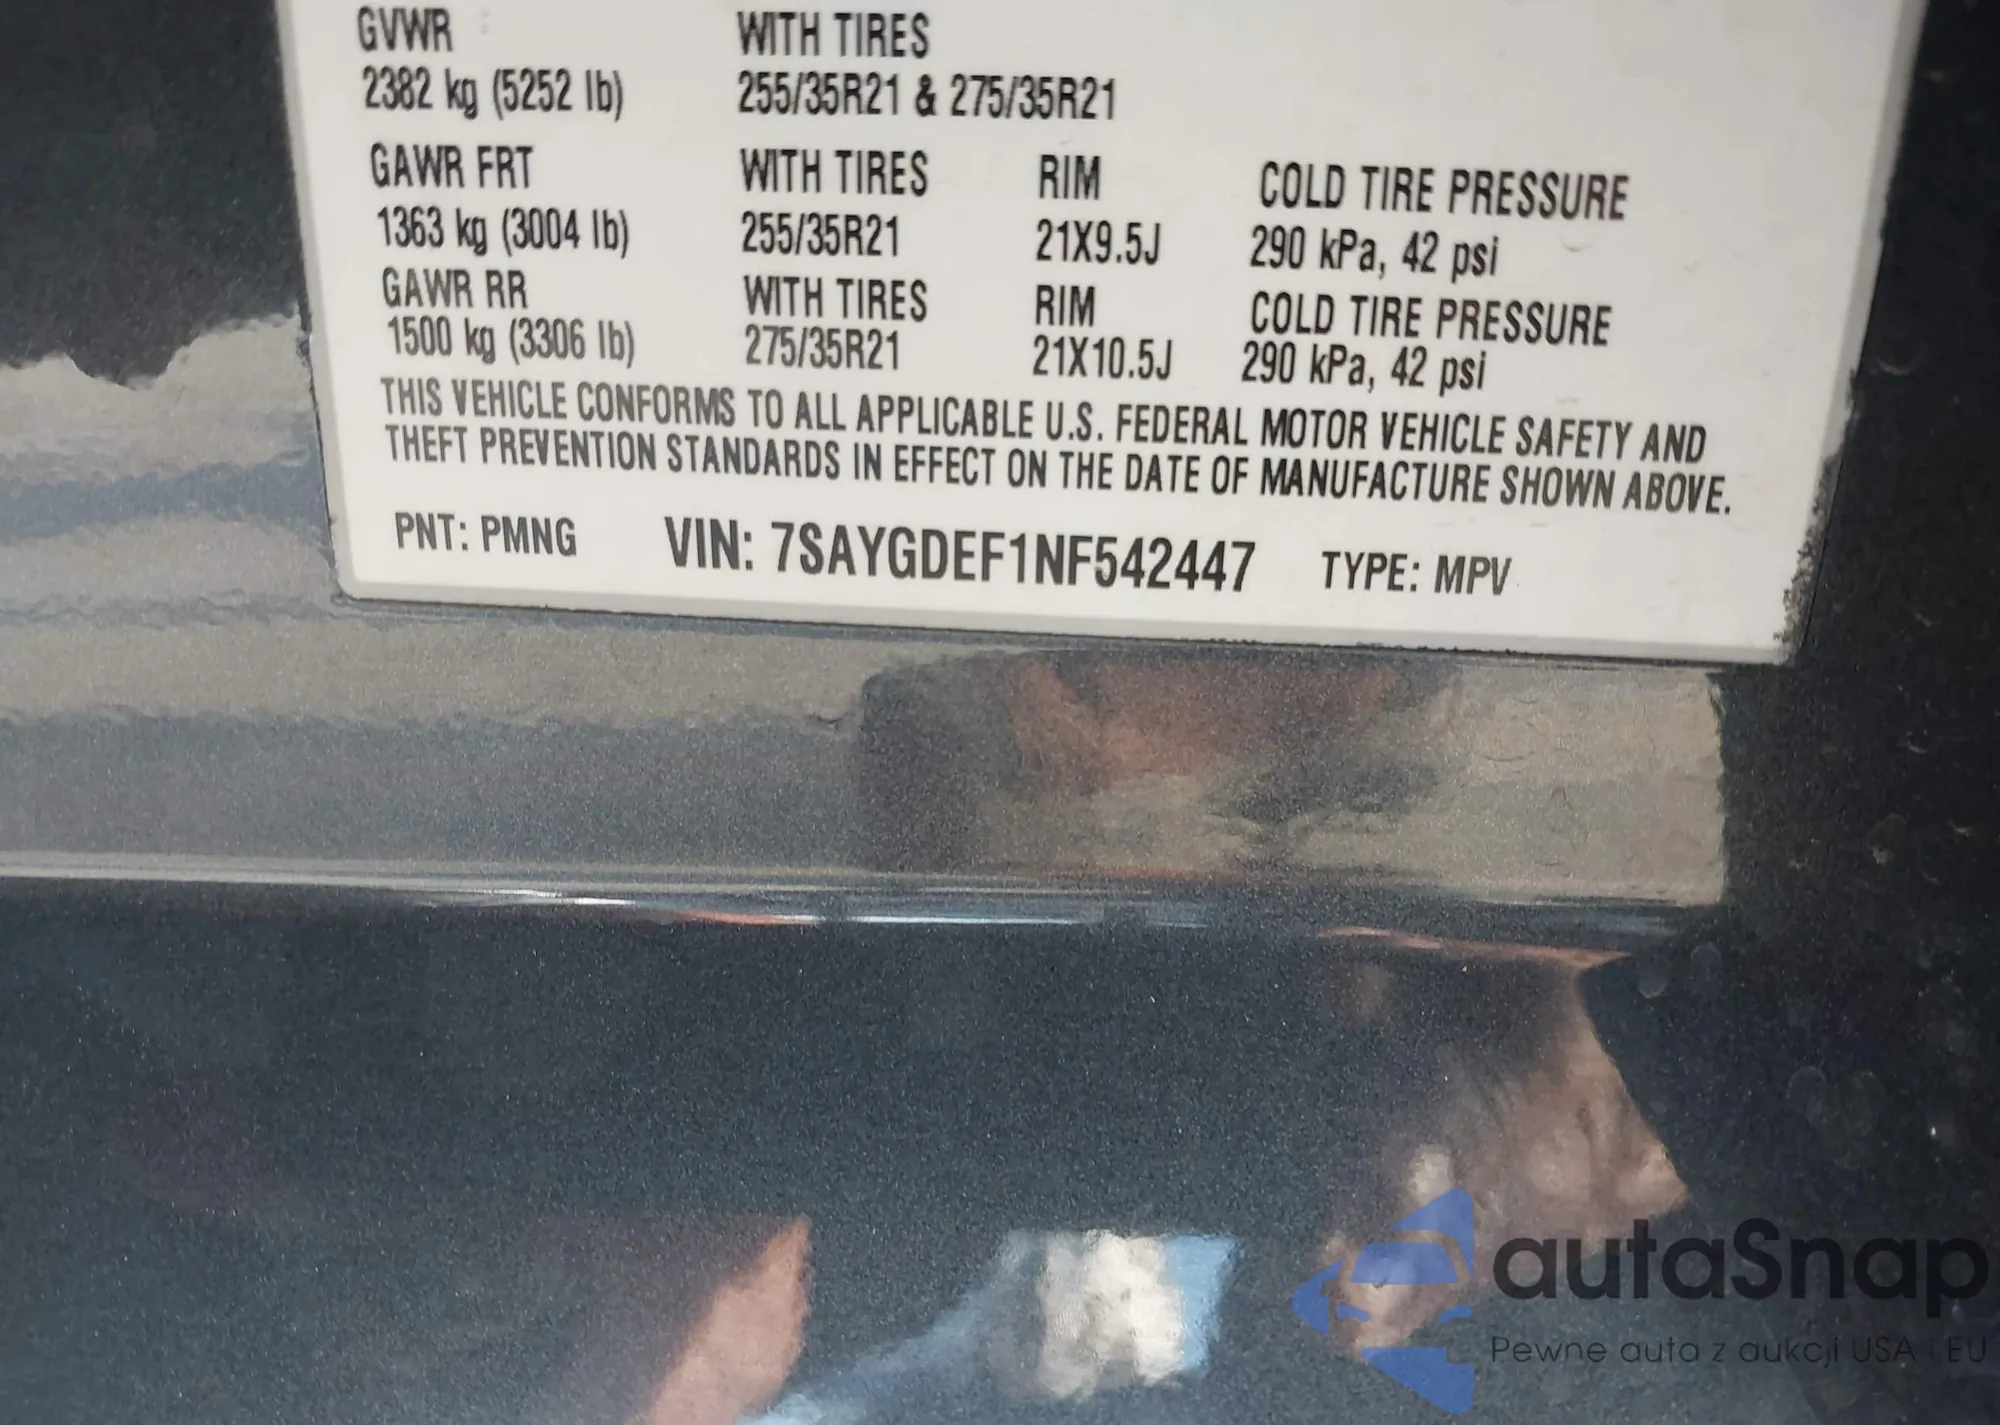 GVWR WITH TIRES
2382 kg (5252 lb) 255/35R21 & 275/35R21
GAWR FRT WITH TIRES RIM COLD TIRE PRESSURE
1363 kg (3004 lb) 255/35R21 21X9.5J 290 kPa, 42 psi
GAWR RR WITH TIRES RIM COLD TIRE PRESSURE
1500 kg (3306 lb) 275/35R21 21X10.5J 290 kPa, 42 psi
THIS VEHICLE CONFORMS TO ALL APPLICABLE U.S. FEDERAL MOTOR VEHICLE SAFETY AND
THEFT PREVENTION STANDARDS IN EFFECT ON THE DATE OF MANUFACTURE SHOWN ABOVE.
PNT: PMNG VIN: 7SAYGDEF1NF542447 TYPE: MPV
autaSnap
Pewne auta z aukcji USA i EU